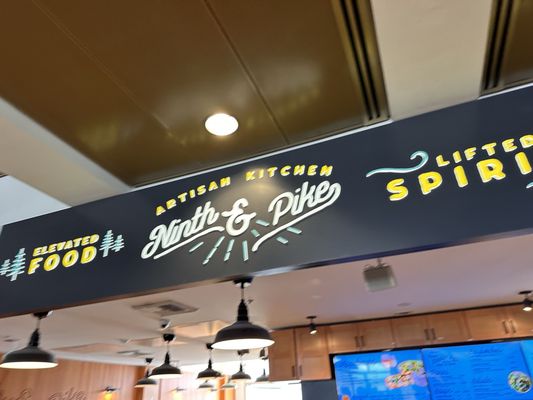 ELEVATED
FOOD
ARTISAN KITCHEN
Ninth & Pike
LIFTED
SPIRI